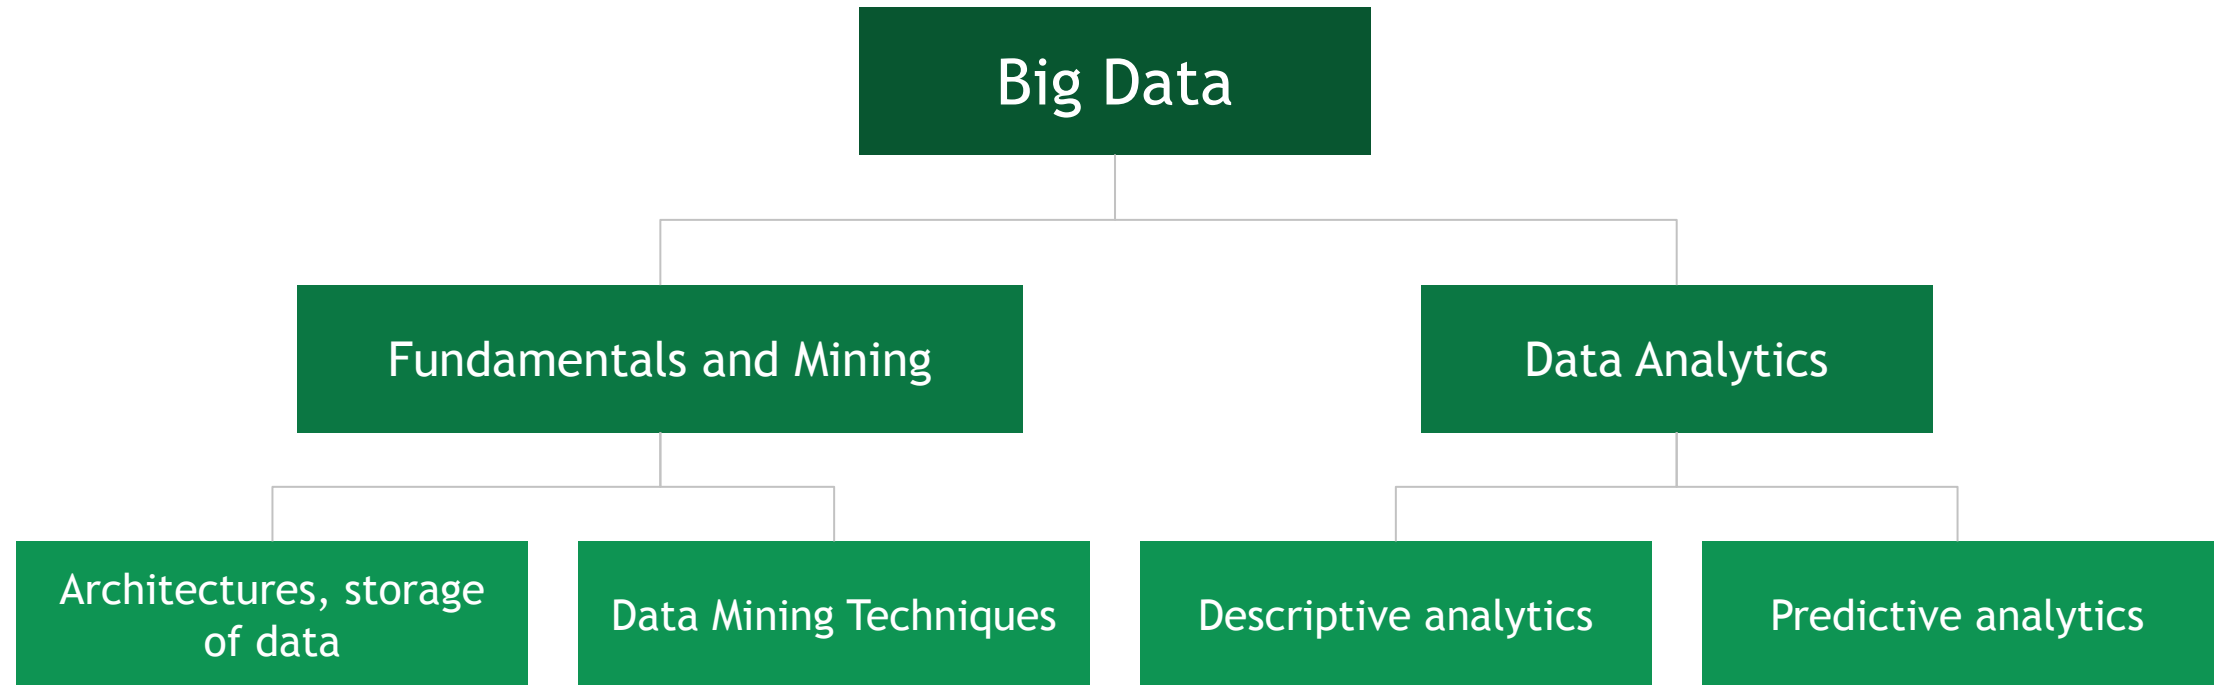 Big Data
Fundamentals and Mining
Data Analytics
Architectures, storage
of data
Data Mining Techniques
Descriptive analytics
Predictive analytics